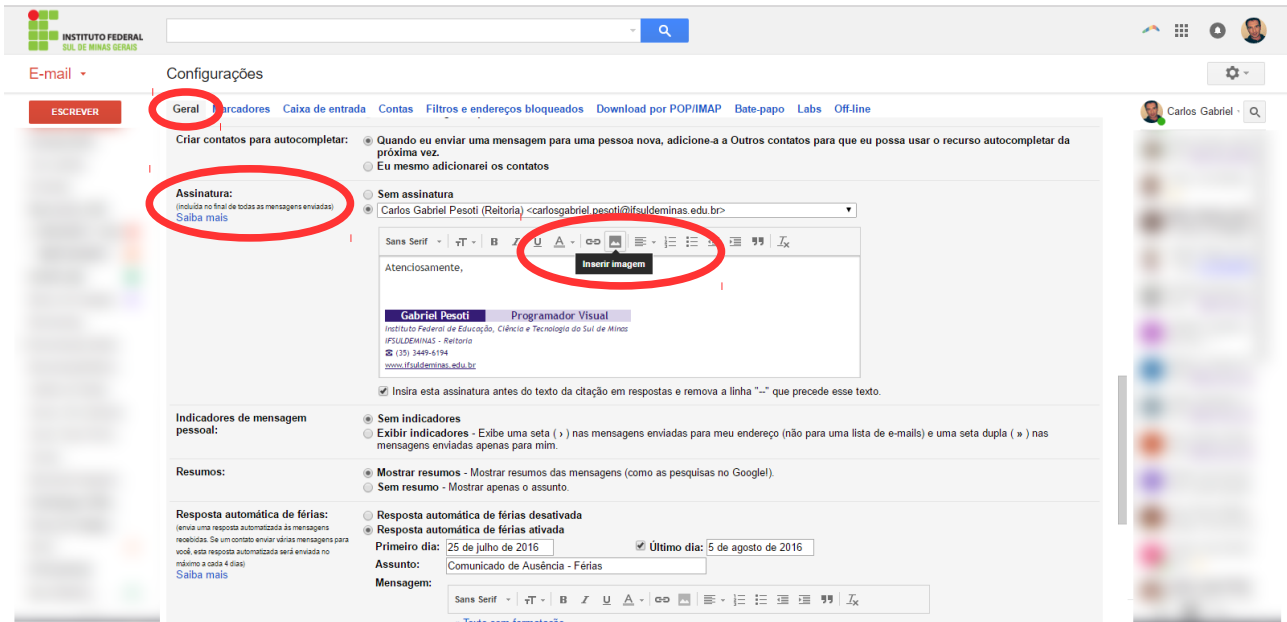 INSTITUTO FEDERAL
SUL DE MINAS GERAIS
E-mail
Configurações
ESCREVER
Geral Marcadores Caixa de entrada Contas Filtros e endereços bloqueados Download por POP/IMAP Bate-papo Labs Off-line
Carlos Gabriel
Criar contatos para autocompletar:
Quando eu enviar uma mensagem para uma pessoa nova, adicione-a a Outros contatos para que eu possa usar o recurso autocompletar da
próxima vez.
Eu mesmo adicionarei os contatos
Assinatura:
(incluída no final de todas as mensagens enviadas)
Saiba mais
Sem assinatura
Carlos Gabriel Pesoti (Reitoria) <carlosgabriel.pesoti@ifsuldeminas.edu.br>
Sans Serif
Inserir imagem
Atenciosamente,
Gabriel Pesoti Programador Visual
Instituto Federal de Educação, Ciência e Tecnologia do Sul de Minas
IFSULDEMINAS - Reitoria
☎ (35) 3449-6194
www.ifsuldeminas.edu.br
Insira esta assinatura antes do texto da citação em respostas e remova a linha "--" que precede esse texto.
Indicadores de mensagem
pessoal:
Sem indicadores
Exibir indicadores - Exibe uma seta ( › ) nas mensagens enviadas para meu endereço (não para uma lista de e-mails) e uma seta dupla ( » ) nas
mensagens enviadas apenas para mim.
Resumos:
Mostrar resumos - Mostrar resumos das mensagens (como as pesquisas no Google!).
Sem resumo - Mostrar apenas o assunto.
Resposta automática de férias:
(envia uma resposta automatizada às mensagens
recebidas. Se um contato enviar várias mensagens para
você, esta resposta automatizada será enviada no
máximo a cada 4 dias)
Saiba mais
Resposta automática de férias desativada
Resposta automática de férias ativada
Primeiro dia: 25 de julho de 2016 Último dia: 5 de agosto de 2016
Assunto: Comunicado de Ausência - Férias
Mensagem:
Sans Serif
« Texto sem formatação